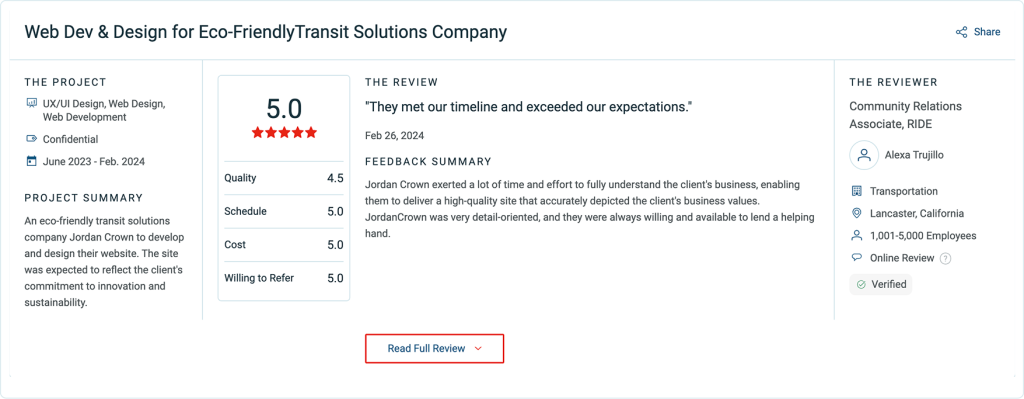 Web Dev & Design for Eco-FriendlyTransit Solutions Company
Share
THE PROJECT
UX/UI Design, Web Design,
Web Development
Confidential
June 2023 - Feb. 2024
PROJECT SUMMARY
An eco-friendly transit solutions
company Jordan Crown to develop
and design their website. The site
was expected to reflect the client's
commitment to innovation and
sustainability.
5.0
Quality 4.5
Schedule 5.0
Cost 5.0
Willing to Refer 5.0
THE REVIEW
"They met our timeline and exceeded our expectations."
Feb 26, 2024
FEEDBACK SUMMARY
Jordan Crown exerted a lot of time and effort to fully understand the client's business, enabling
them to deliver a high-quality site that accurately depicted the client's business values.
JordanCrown was very detail-oriented, and they were always willing and available to lend a helping
hand.
Read Full Review
THE REVIEWER
Community Relations
Associate, RIDE
Alexa Trujillo
Transportation
Lancaster, California
1,001-5,000 Employees
Online Review ?
Verified